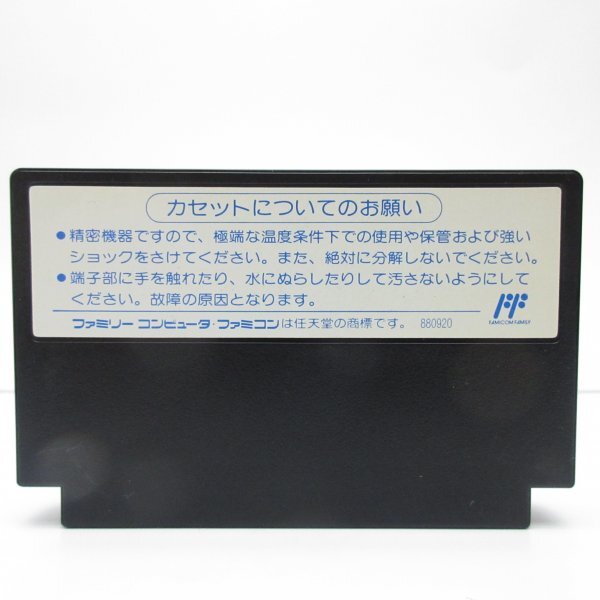 カセットについてのお願い
●精密機器ですので、極端な温度条件下での使用や保管および強い
ショックをさけてください。また、絶対に分解しないでください。
●端子部に手を触れたり、水にぬらしたりして汚さないようにして
ください。故障の原因となります。
ファミリー コンピュータ・ファミコンは任天堂の商標です。 880920
FAMICOM FAMILY